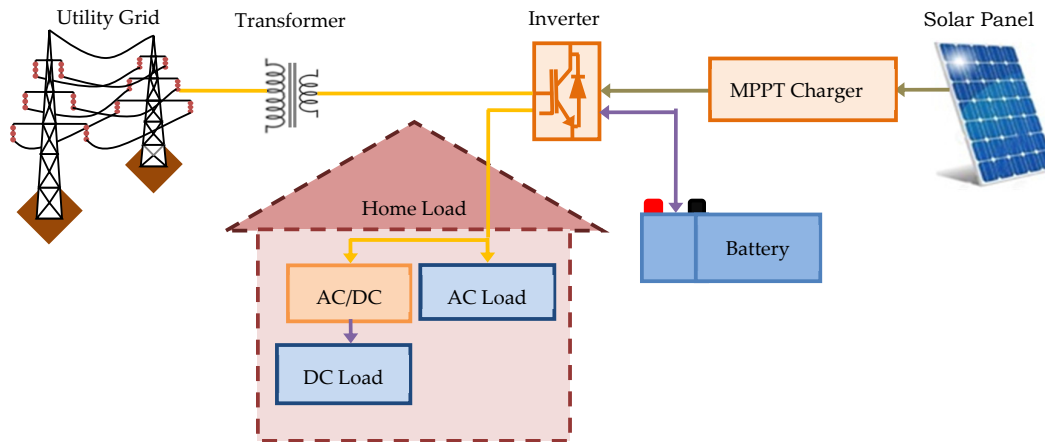 Utility Grid
Transformer
Inverter
Solar Panel
MPPT Charger
Home Load
Battery
AC/DC
AC Load
DC Load